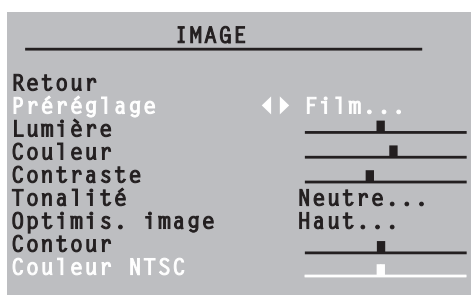 IMAGE
Retour
Préréglage Film...
Lumière
Couleur
Contraste
Tonalité Neutre...
Optimis. image Haut...
Contour
Couleur NTSC